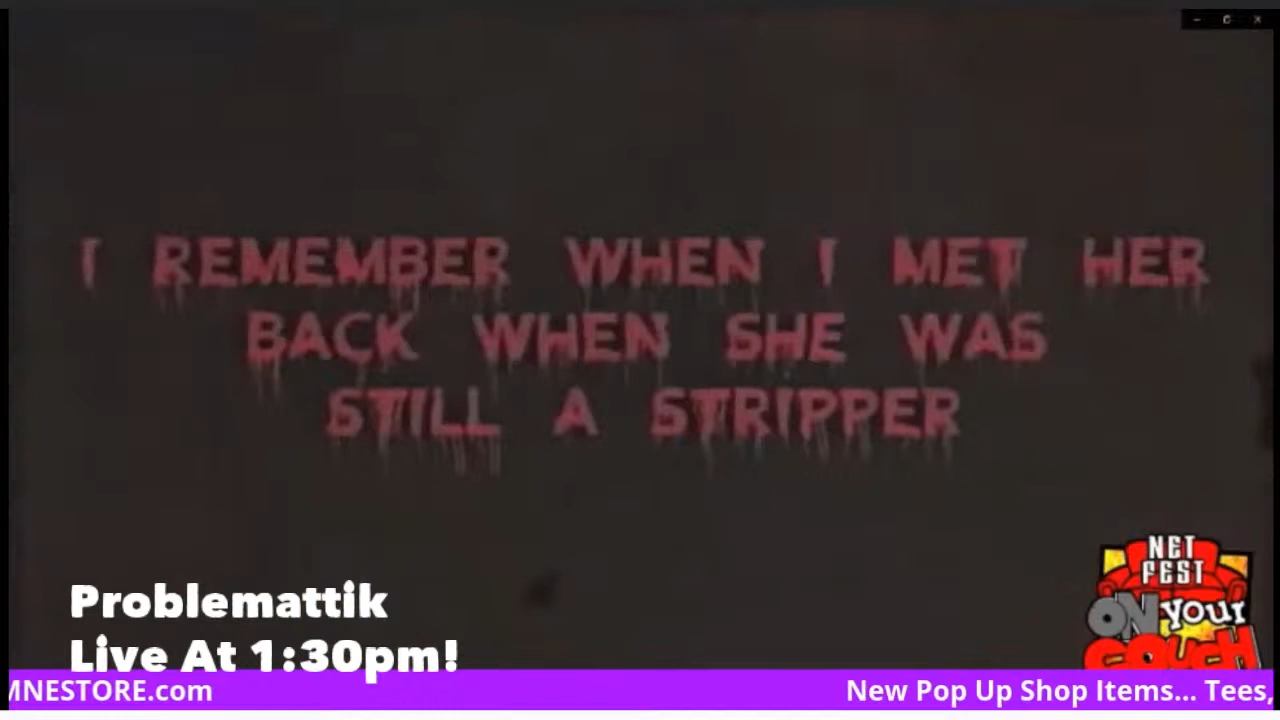 I REMEMBER WHEN I MET HER
BACK WHEN SHE WAS
STILL A STRIPPER
NET
FEST
ON your
COUCH
Problemattik
Live At 1:30pm!
MNESTORE.com New Pop Up Shop Items... Tees,